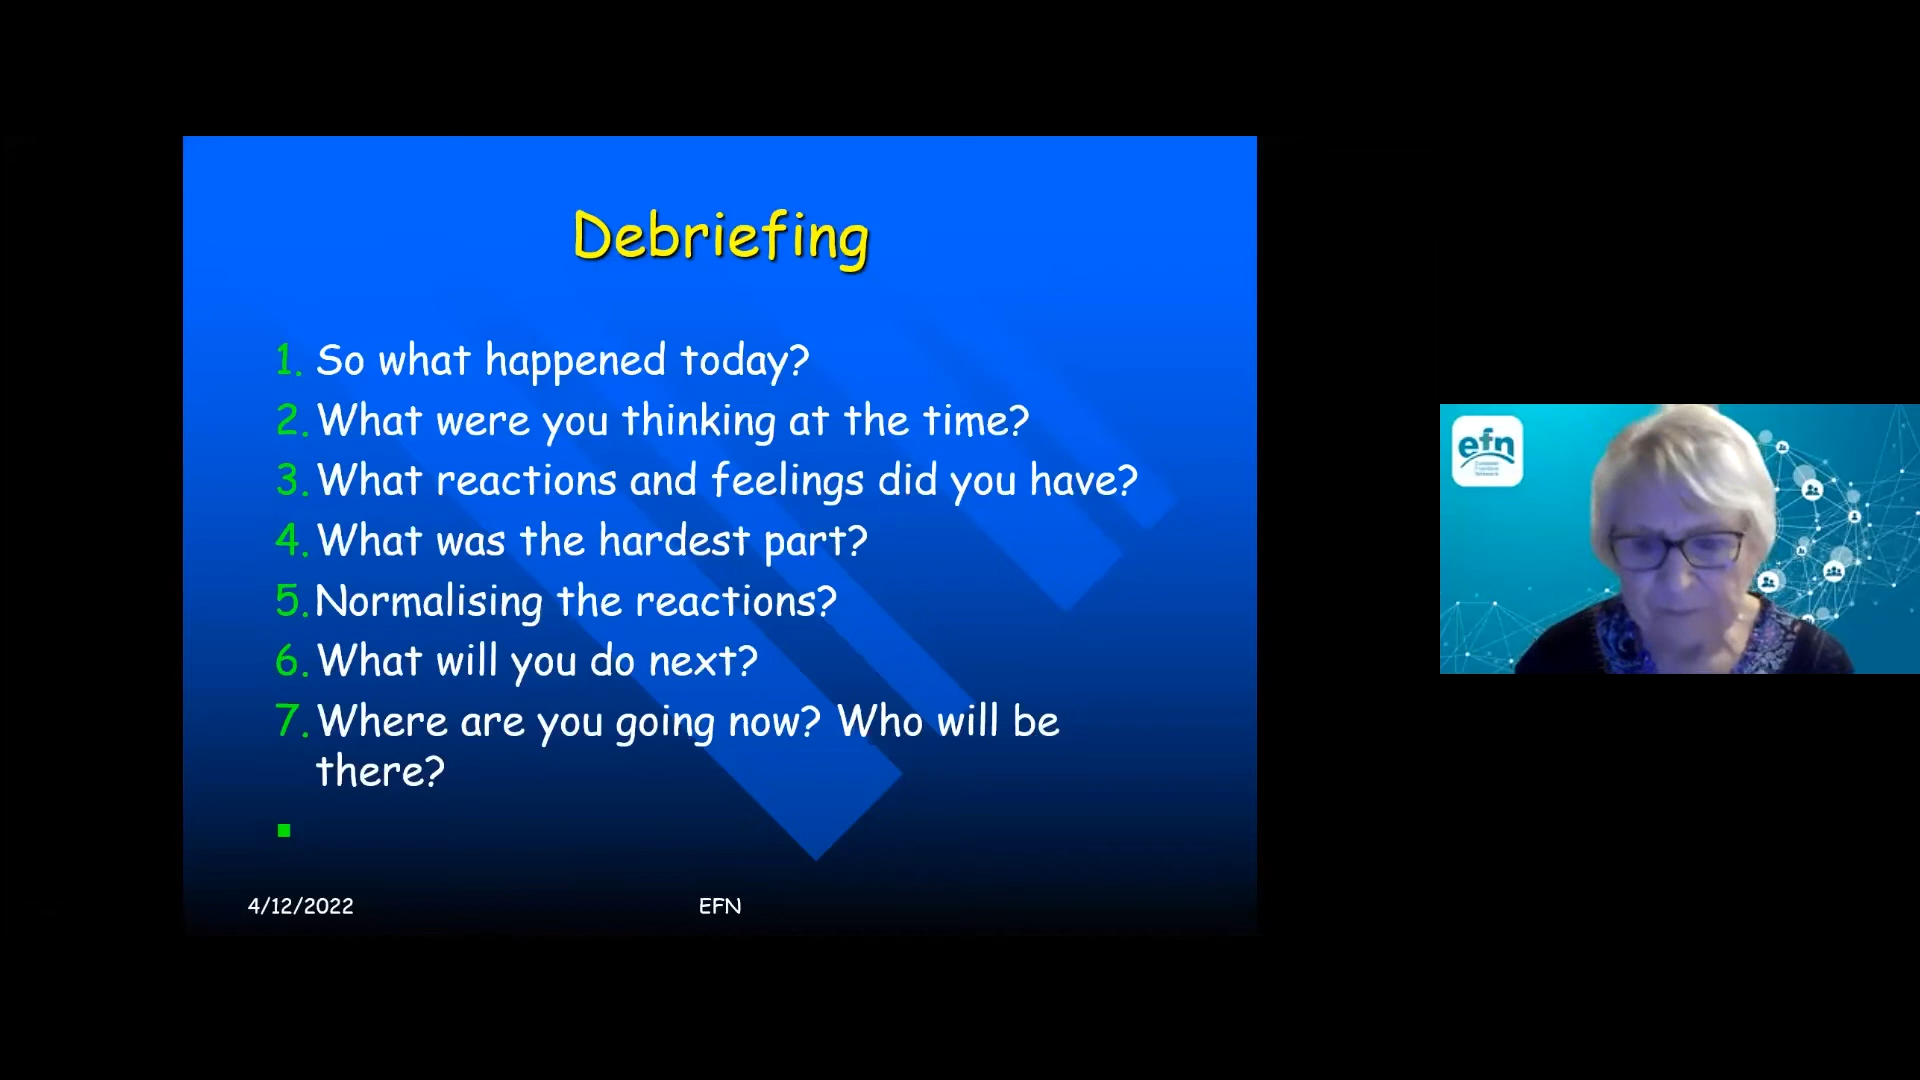 Debriefing
1. So what happened today?
2. What were you thinking at the time?
3. What reactions and feelings did you have?
4. What was the hardest part?
5. Normalising the reactions?
6. What will you do next?
7. Where are you going now? Who will be
there?
4/12/2022
EFN
efn